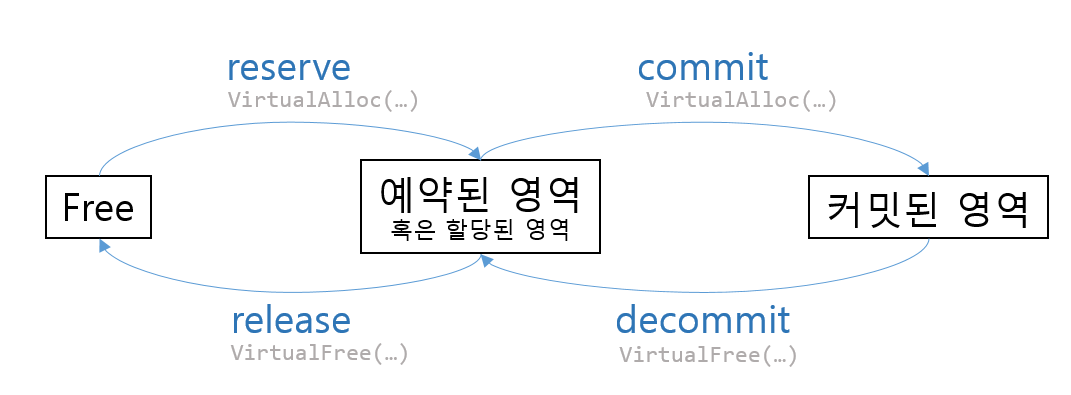 reserve
VirtualAlloc(…)
commit
VirtualAlloc(…)
Free
예약된 영역
혹은 할당된 영역
커밋된 영역
release
VirtualFree(…)
decommit
VirtualFree(…)